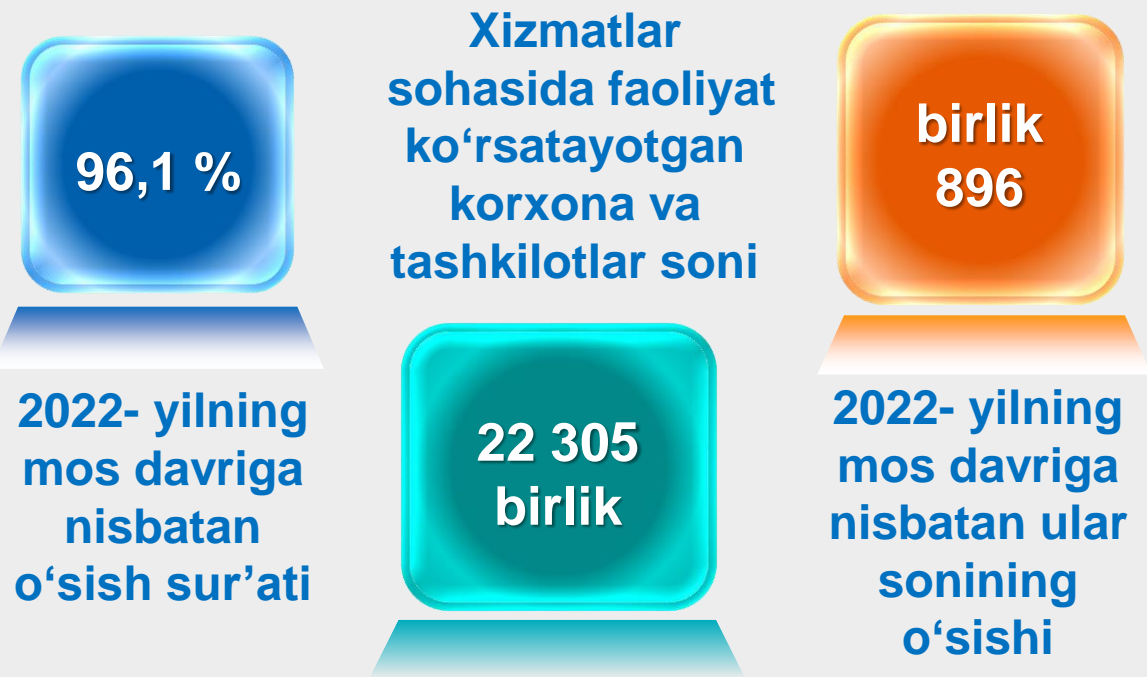 96,1 %
2022- yilning
mos davriga
nisbatan
o‘sish sur’ati
Xizmatlar
sohasida faoliyat
ko‘rsatayotgan
korxona va
tashkilotlar soni
22 305
birlik
birlik
896
2022- yilning
mos davriga
nisbatan ular
sonining
o‘sishi